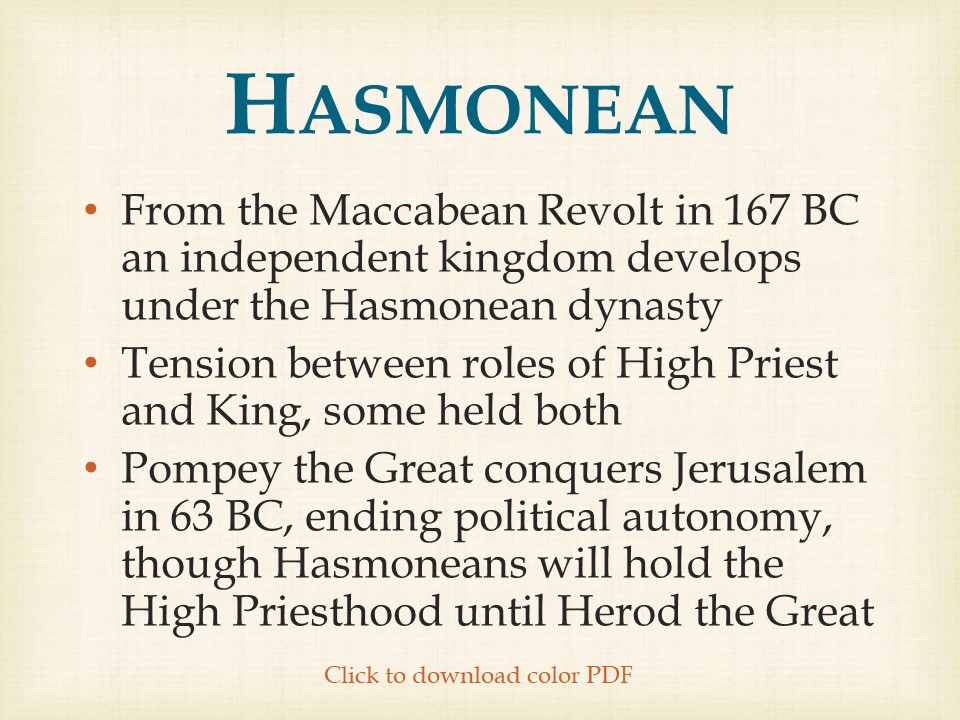 HASMONEAN
• From the Maccabean Revolt in 167 BC
an independent kingdom develops
under the Hasmonean dynasty
• Tension between roles of High Priest
and King, some held both
• Pompey the Great conquers Jerusalem
in 63 BC, ending political autonomy,
though Hasmoneans will hold the
High Priesthood until Herod the Great
Click to download color PDF